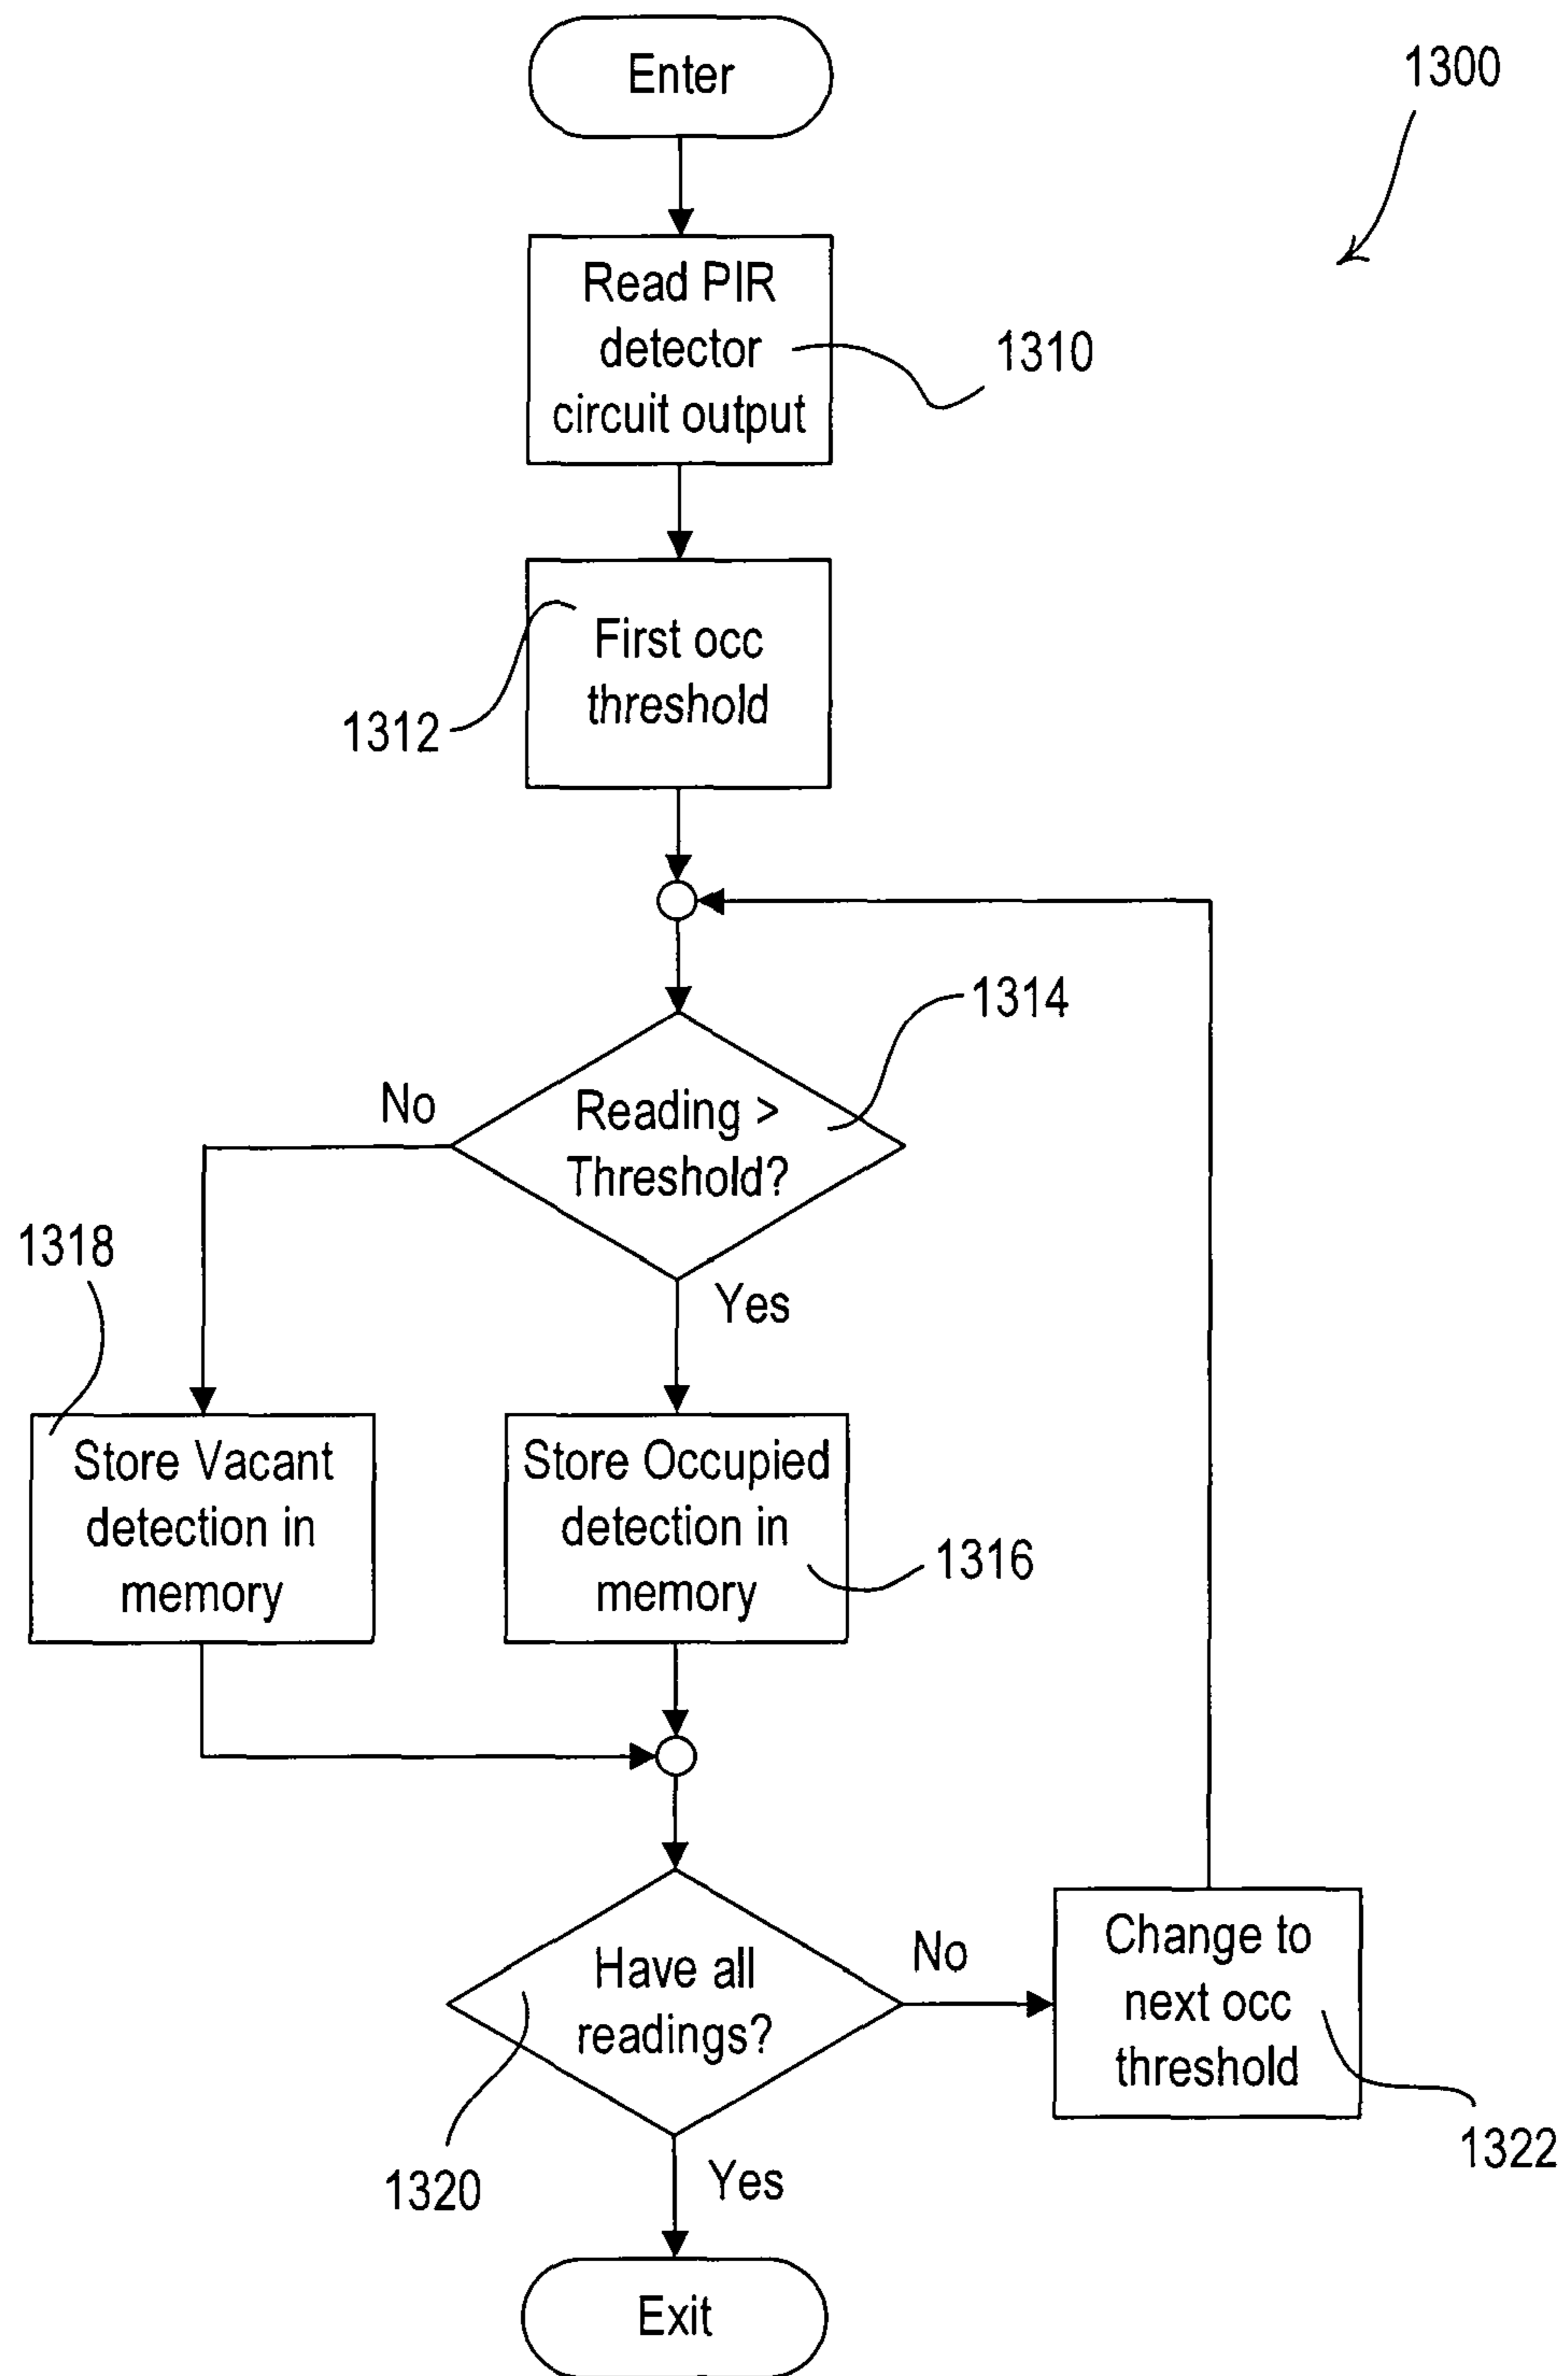 Enter
1300
Read PIR
detector
circuit output
1310
First occ
threshold
1312
1314
Reading >
Threshold?
No
Yes
1318
Store Vacant
detection in
memory
Store Occupied
detection in
memory
1316
Have all
readings?
No
Change to
next occ
threshold
1322
1320
Yes
Exit